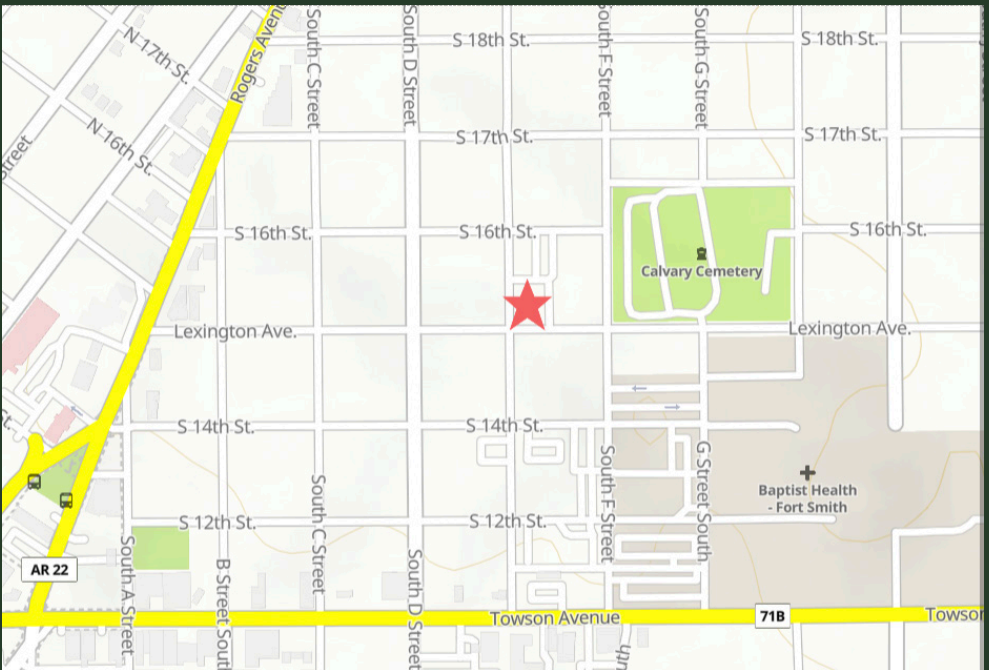 N 17th St.
Rogers Avenu
South C Street
South D Street
S 18th St.
South F Street
South G Street
S 18th St.
N 16th St.
Street
S 17th St.
S 17th St.
S 16th St.
S 16th St.
S 16th St.
Calvary Cemetery
Lexington Ave.
Lexington Ave.
St.
S 14th St.
S 14th St.
South F Street
G Street South
Baptist Health
- Fort Smith
South C Street
S 12th St.
S 12th St.
AR 22
South A Street
B Street Sout
South D Street
Towson Avenue
71B
Towson